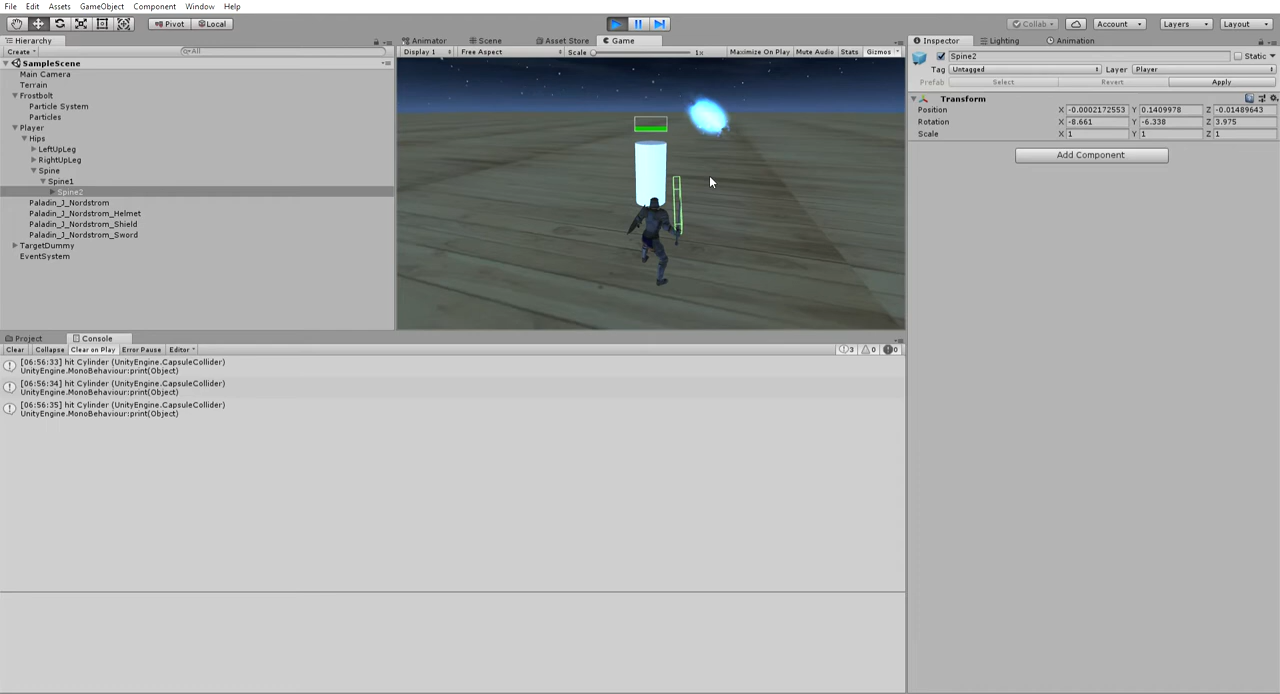 File Edit Assets GameObject Component Window Help
Pivot Local Collab Account Layers Layout
Hierarchy
Create All
SampleScene
Main Camera
Terrain
Frostbolt
Particle System
Particles
Player
Hips
LeftUpLeg
RightUpLeg
Spine
Spine1
Spine2
Paladin_J_Nordstrom
Paladin_J_Nordstrom_Helmet
Paladin_J_Nordstrom_Shield
Paladin_J_Nordstrom_Sword
TargetDummy
EventSystem
Animator Scene Asset Store Game
Display 1 Free Aspect Scale 1x Maximize On Play Mute Audio Stats Gizmos
Inspector Lighting Animation
Spine2 Static
Tag Untagged Layer Player
Prefab Select Revert Apply
Transform
Position X -0.0002172553 Y 0.1409978 Z -0.01489643
Rotation X -8.661 Y -6.338 Z 3.975
Scale X 1 Y 1 Z 1
Add Component
Project Console
Clear Collapse Clear on Play Error Pause Editor 3 0 0
[06:56:33] hit Cylinder (UnityEngine.CapsuleCollider)
UnityEngine.MonoBehaviour:print(Object)
[06:56:34] hit Cylinder (UnityEngine.CapsuleCollider)
UnityEngine.MonoBehaviour:print(Object)
[06:56:35] hit Cylinder (UnityEngine.CapsuleCollider)
UnityEngine.MonoBehaviour:print(Object)